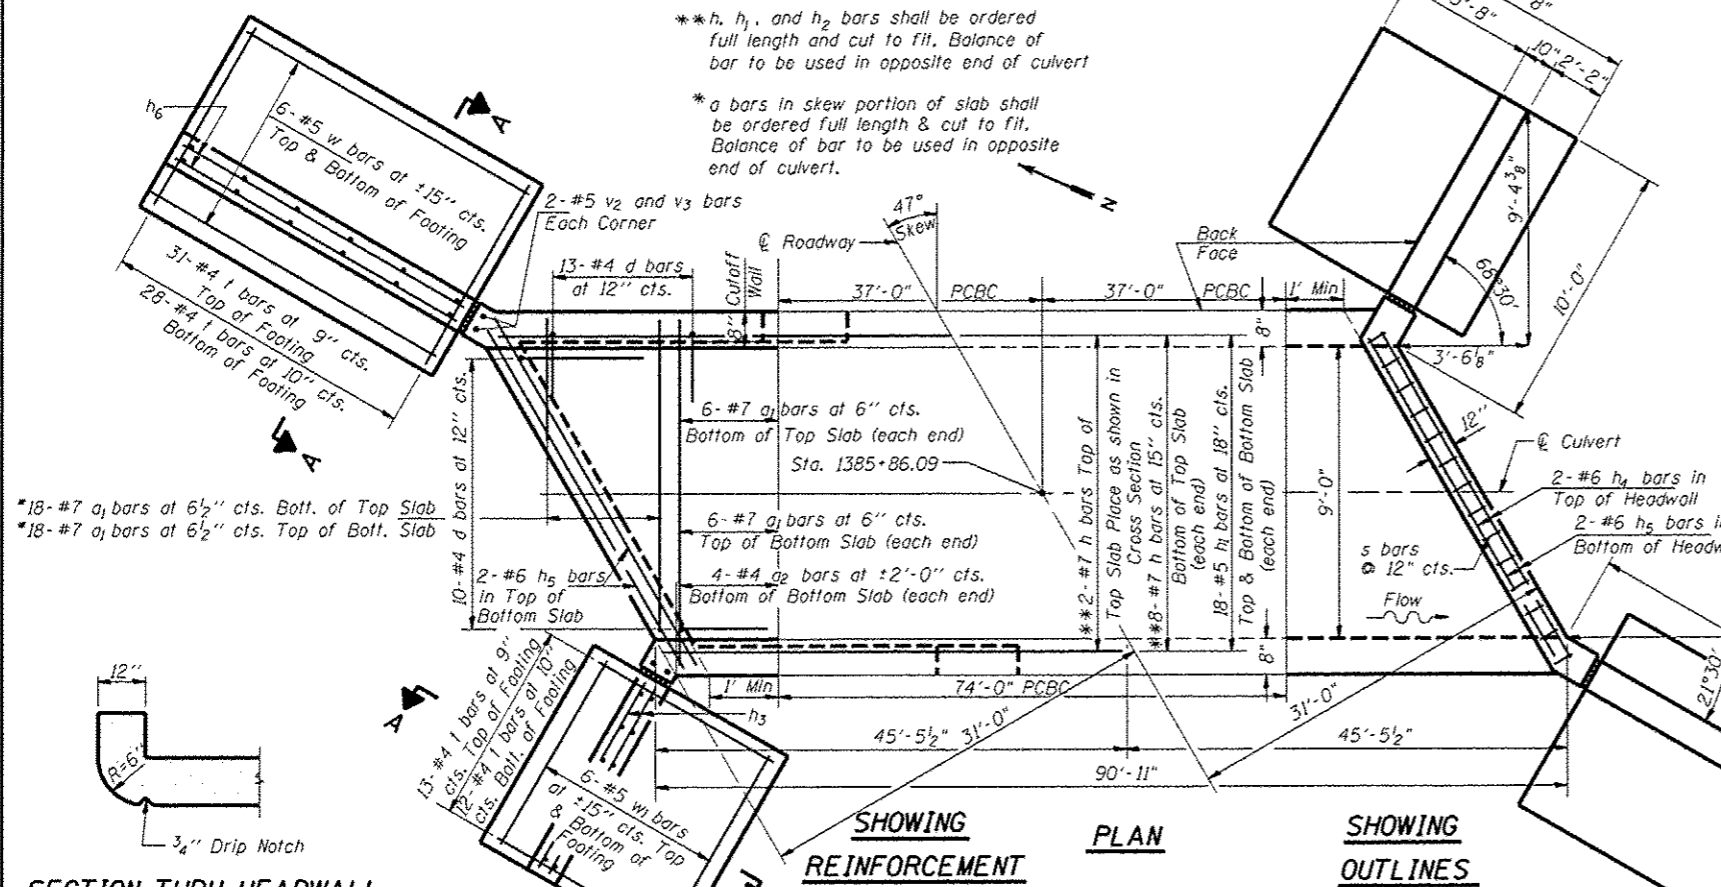 **h, h1, and h2 bars shall be ordered
full length and cut to fit. Balance of
bar to be used in opposite end of culvert
*a bars in skew portion of slab shall
be ordered full length & cut to fit.
Balance of bar to be used in opposite
end of culvert.
N
h6
6-#5 w bars at ±15" cts.
Top & Bottom of Footing
A
2-#5 v2 and v3 bars
Each Corner
31-#4 t bars at 9" cts.
Top of Footing
28-#4 t bars at 10" cts.
Bottom of Footing
A
13-#4 d bars
at 12" cts.
8" Cutoff
Wall
℄ Roadway
47°
Skew
37'-0" PCBC
37'-0" PCBC
Back
Face
1' Min
8"
10"
2'-2"
9'-4 3/8"
68°30'
10'-0"
3'-6 1/8"
12"
℄ Culvert
2-#6 h4 bars in
Top of Headwall
2-#6 h5 bars
Bottom of
s bars
@ 12" cts.
Flow
10-#4 d bars at 12" cts.
6-#7 a1 bars at 6" cts.
Bottom of Top Slab (each end)
Sta. 1385+86.09
*18-#7 a1 bars at 6 1/2" cts. Bott. of Top Slab
*18-#7 a1 bars at 6 1/2" cts. Top of Bott. Slab
6-#7 a1 bars at 6" cts.
Top of Bottom Slab (each end)
4-#4 a2 bars at ±2'-0" cts.
Bottom of Bottom Slab (each end)
2-#6 h5 bars
in Top of
Bottom Slab
**2-#7 h bars Top of
Top Slab Place as shown in
Cross Section
**8-#7 h bars at 15" cts.
Bottom of Top Slab
(each end)
18-#5 h1 bars at 18" cts.
Top & Bottom of Bottom Slab
(each end)
8"
9'-0"
8"
1' Min
74'-0" PCBC
h3
13-#4 t bars at 9"
cts. Top of Footing
12-#4 t bars at 10"
cts. Bott. of Footing
A
6-#5 w1 bars
at ±15" cts. Top
& Bottom of
Footing
45'-5 1/2"
31'-0"
31'-0"
45'-5 1/2"
90'-11"
21°30'
12"
R=6"
3/4" Drip Notch
SHOWING
REINFORCEMENT
PLAN
SHOWING
OUTLINES
SECTION THRU HEADWALL